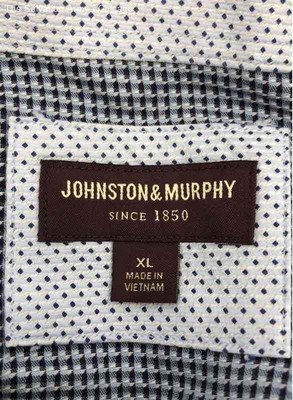 JOHNSTON & MURPHY
SINCE 1850
XL
MADE IN
VIETNAM